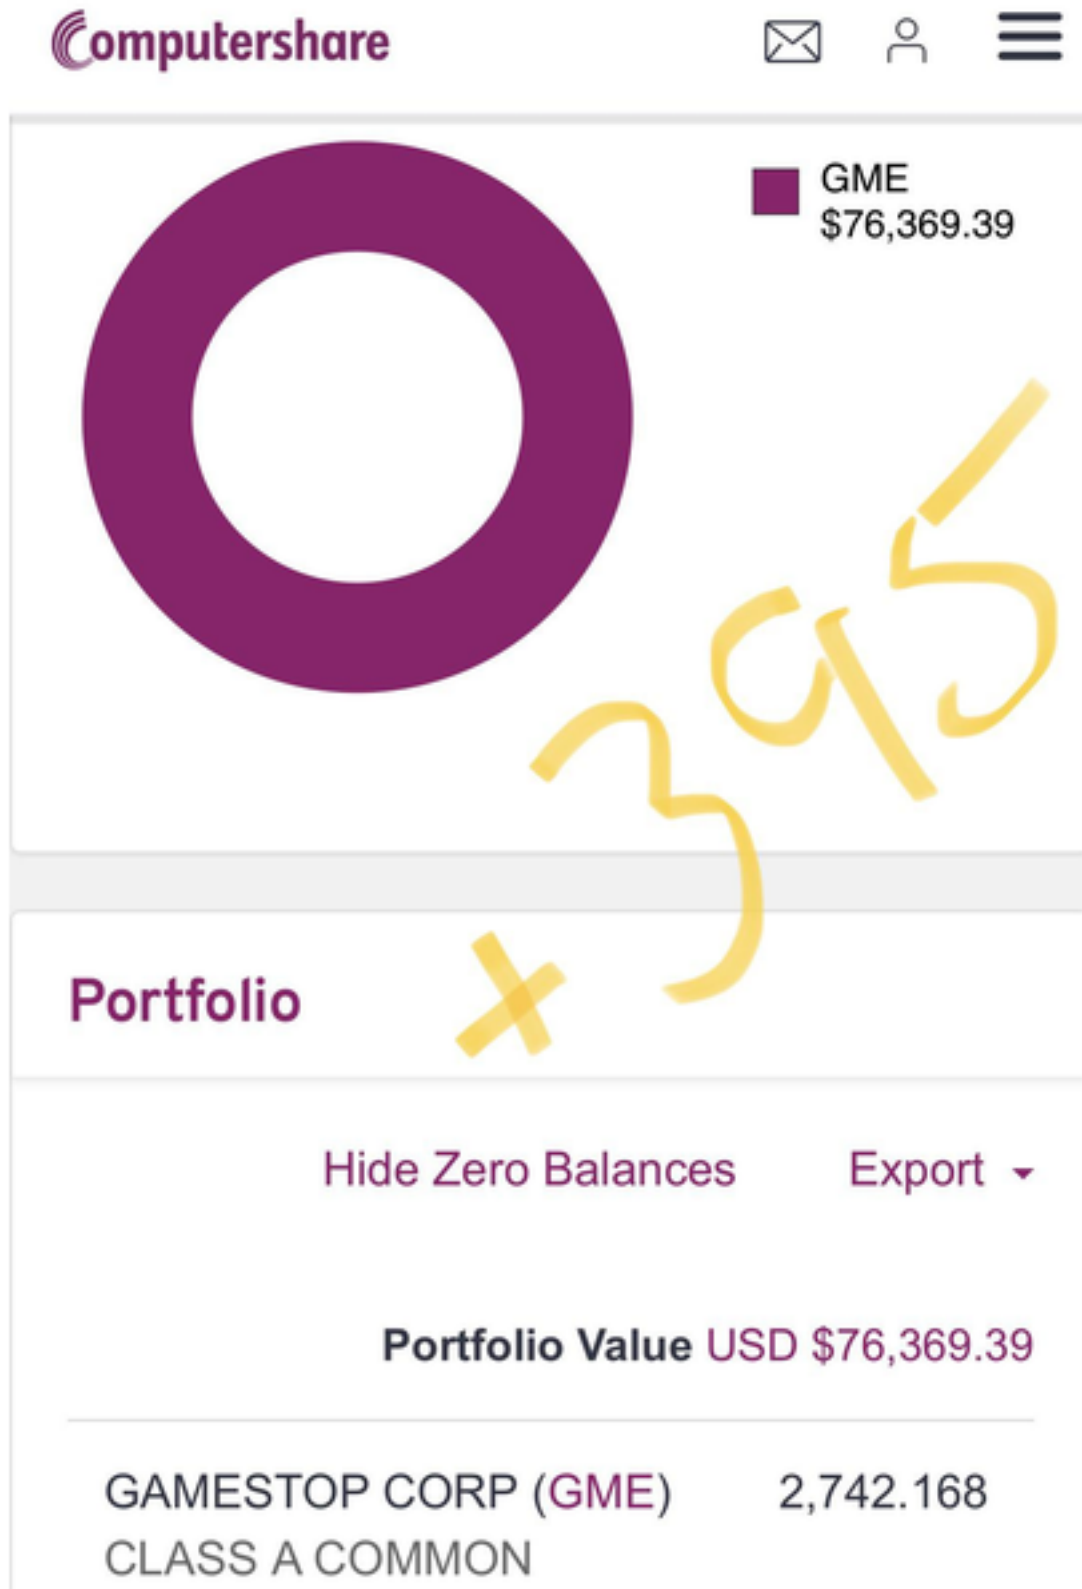 Computershare
GME
$76,369.39
+395
Portfolio
Hide Zero Balances Export
Portfolio Value USD $76,369.39
GAMESTOP CORP (GME) 2,742.168
CLASS A COMMON